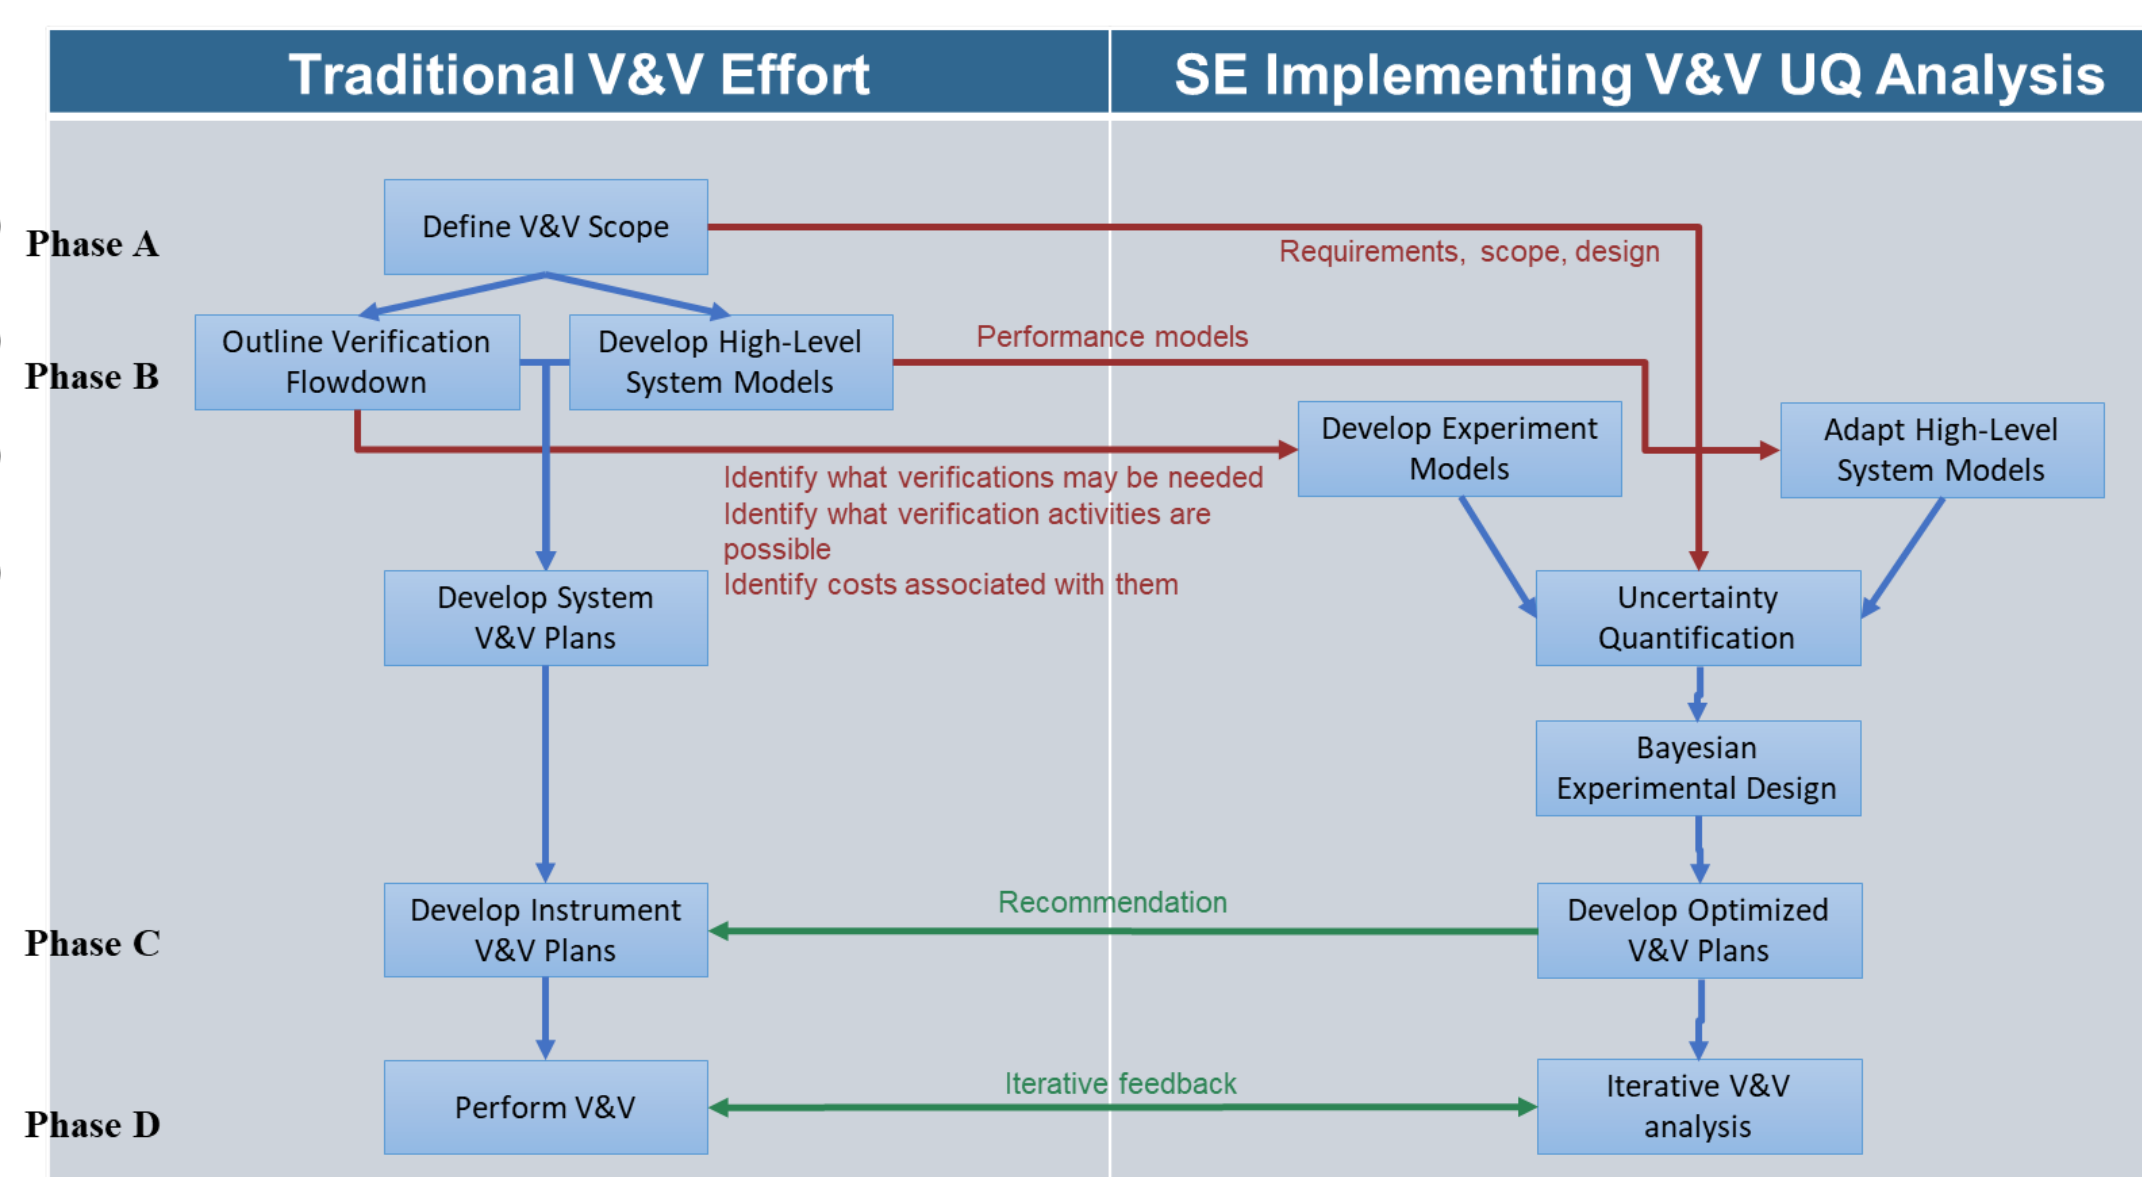 Traditional V&V Effort
SE Implementing V&V UQ Analysis
Phase A
Define V&V Scope
Requirements, scope, design
Phase B
Outline Verification
Flowdown
Develop High-Level
System Models
Performance models
Develop Experiment
Models
Adapt High-Level
System Models
Identify what verifications may be needed
Identify what verification activities are
possible
Identify costs associated with them
Develop System
V&V Plans
Uncertainty
Quantification
Bayesian
Experimental Design
Phase C
Develop Instrument
V&V Plans
Recommendation
Develop Optimized
V&V Plans
Phase D
Perform V&V
Iterative feedback
Iterative V&V
analysis